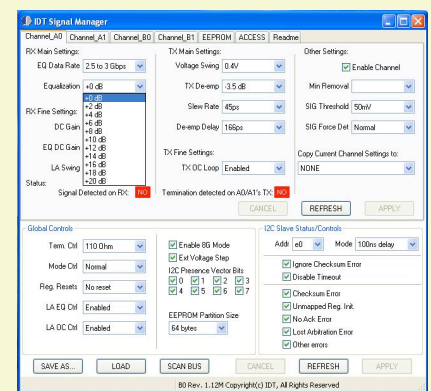 IDT Signal Manager
Channel_A0 Channel_A1 Channel_B0 Channel_B1 EEPROM ACCESS Readme
RX Main Settings:
EQ Data Rate 2.5 to 3 Gbps
Equalization +0 dB
+0 dB
+2 dB
+4 dB
+6 dB
+8 dB
+10 dB
+12 dB
+14 dB
+16 dB
+18 dB
+20 dB
RX Fine Settings:
DC Gain
EQ DC Gain
LA Swing
Status:
Signal Detected on RX: NO
TX Main Settings:
Voltage Swing 0.4V
TX De-emp -3.5 dB
Slew Rate 45ps
De-emp Delay 166ps
TX Fine Settings:
TX OC Loop Enabled
Termination detected on A0/A1's TX: NO
Other Settings:
Enable Channel
Min Removal
SIG Threshold 50mV
SIG Force Det Normal
Copy Current Channel Settings to:
NONE
CANCEL REFRESH APPLY
Global Controls
Term. Ctrl 110 Ohm
Mode Ctrl Normal
Reg. Resets No reset
LA EQ Ctrl Enabled
LA OC Ctrl Enabled
Enable 8G Mode
Ext Voltage Step
I2C Presence Vector Bits
0 1 2 3
4 5 6 7
EEPROM Partition Size
64 bytes
I2C Slave Status/Controls
Addr e0 Mode 100ns delay
Ignore Checksum Error
Disable Timeout
Checksum Error
Unmapped Reg. Init.
No Ack Error
Lost Arbitration Error
Other errors
SAVE AS... LOAD SCAN BUS CANCEL REFRESH APPLY
B0 Rev. 1.12M Copyright(c) IDT, All Rights Reserved